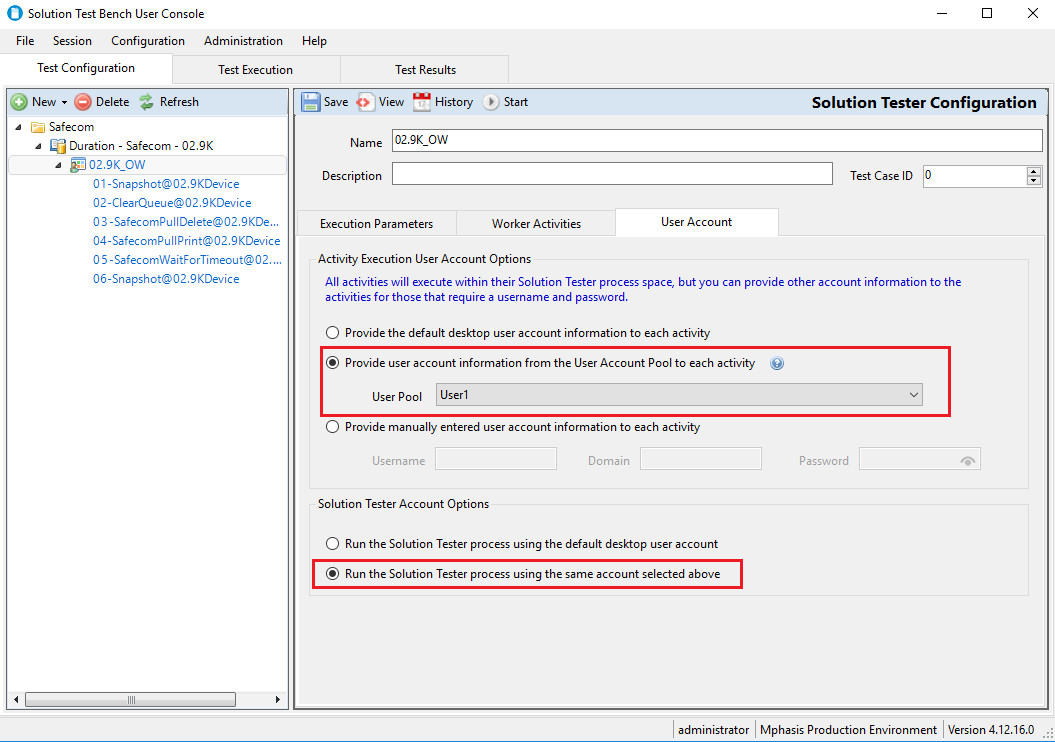 Solution Test Bench User Console
File Session Configuration Administration Help
Test Configuration Test Execution Test Results
New Delete Refresh
Safecom
Duration - Safecom - 02.9K
02.9K_OW
01-Snapshot@02.9KDevice
02-ClearQueue@02.9KDevice
03-SafecomPullDelete@02.9KDe...
04-SafecomPullPrint@02.9KDevice
05-SafecomWaitForTimeout@02....
06-Snapshot@02.9KDevice
Save View History Start Solution Tester Configuration
Name 02.9K_OW
Description Test Case ID 0
Execution Parameters Worker Activities User Account
Activity Execution User Account Options
All activities will execute within their Solution Tester process space, but you can provide other account information to the
activities for those that require a username and password.
Provide the default desktop user account information to each activity
Provide user account information from the User Account Pool to each activity
User Pool User1
Provide manually entered user account information to each activity
Username Domain Password
Solution Tester Account Options
Run the Solution Tester process using the default desktop user account
Run the Solution Tester process using the same account selected above
administrator Mphasis Production Environment Version 4.12.16.0